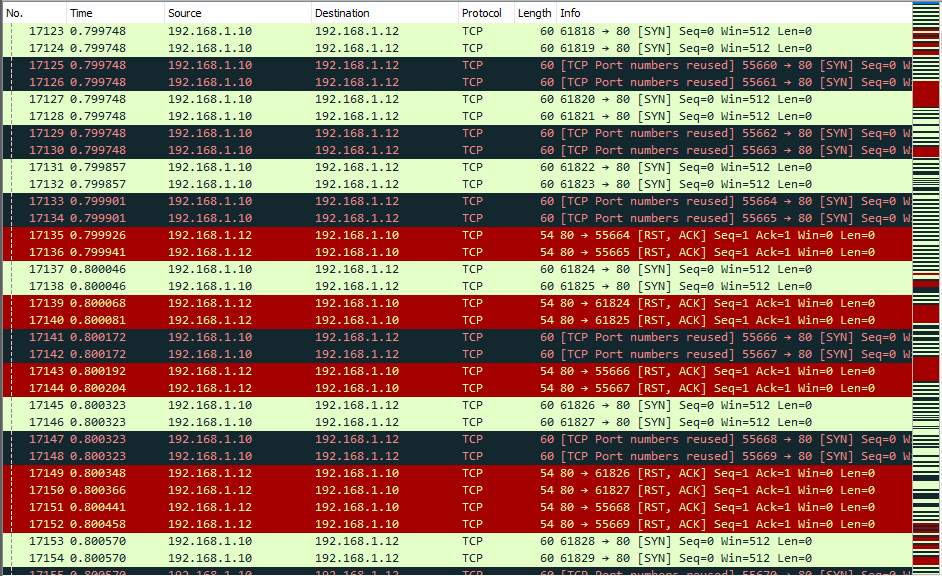 No. Time Source Destination Protocol Length Info
17123 0.799748 192.168.1.10 192.168.1.12 TCP 60 61818 → 80 [SYN] Seq=0 Win=512 Len=0
17124 0.799748 192.168.1.10 192.168.1.12 TCP 60 61819 → 80 [SYN] Seq=0 Win=512 Len=0
17125 0.799748 192.168.1.10 192.168.1.12 TCP 60 [TCP Port numbers reused] 55660 → 80 [SYN] Seq=0 W
17126 0.799748 192.168.1.10 192.168.1.12 TCP 60 [TCP Port numbers reused] 55661 → 80 [SYN] Seq=0 W
17127 0.799748 192.168.1.10 192.168.1.12 TCP 60 61820 → 80 [SYN] Seq=0 Win=512 Len=0
17128 0.799748 192.168.1.10 192.168.1.12 TCP 60 61821 → 80 [SYN] Seq=0 Win=512 Len=0
17129 0.799748 192.168.1.10 192.168.1.12 TCP 60 [TCP Port numbers reused] 55662 → 80 [SYN] Seq=0 W
17130 0.799748 192.168.1.10 192.168.1.12 TCP 60 [TCP Port numbers reused] 55663 → 80 [SYN] Seq=0 W
17131 0.799857 192.168.1.10 192.168.1.12 TCP 60 61822 → 80 [SYN] Seq=0 Win=512 Len=0
17132 0.799857 192.168.1.10 192.168.1.12 TCP 60 61823 → 80 [SYN] Seq=0 Win=512 Len=0
17133 0.799901 192.168.1.10 192.168.1.12 TCP 60 [TCP Port numbers reused] 55664 → 80 [SYN] Seq=0 W
17134 0.799901 192.168.1.10 192.168.1.12 TCP 60 [TCP Port numbers reused] 55665 → 80 [SYN] Seq=0 W
17135 0.799926 192.168.1.12 192.168.1.10 TCP 54 80 → 55664 [RST, ACK] Seq=1 Ack=1 Win=0 Len=0
17136 0.799941 192.168.1.12 192.168.1.10 TCP 54 80 → 55665 [RST, ACK] Seq=1 Ack=1 Win=0 Len=0
17137 0.800046 192.168.1.10 192.168.1.12 TCP 60 61824 → 80 [SYN] Seq=0 Win=512 Len=0
17138 0.800046 192.168.1.10 192.168.1.12 TCP 60 61825 → 80 [SYN] Seq=0 Win=512 Len=0
17139 0.800068 192.168.1.12 192.168.1.10 TCP 54 80 → 61824 [RST, ACK] Seq=1 Ack=1 Win=0 Len=0
17140 0.800081 192.168.1.12 192.168.1.10 TCP 54 80 → 61825 [RST, ACK] Seq=1 Ack=1 Win=0 Len=0
17141 0.800172 192.168.1.10 192.168.1.12 TCP 60 [TCP Port numbers reused] 55666 → 80 [SYN] Seq=0 W
17142 0.800172 192.168.1.10 192.168.1.12 TCP 60 [TCP Port numbers reused] 55667 → 80 [SYN] Seq=0 W
17143 0.800192 192.168.1.12 192.168.1.10 TCP 54 80 → 55666 [RST, ACK] Seq=1 Ack=1 Win=0 Len=0
17144 0.800204 192.168.1.12 192.168.1.10 TCP 54 80 → 55667 [RST, ACK] Seq=1 Ack=1 Win=0 Len=0
17145 0.800323 192.168.1.10 192.168.1.12 TCP 60 61826 → 80 [SYN] Seq=0 Win=512 Len=0
17146 0.800323 192.168.1.10 192.168.1.12 TCP 60 61827 → 80 [SYN] Seq=0 Win=512 Len=0
17147 0.800323 192.168.1.10 192.168.1.12 TCP 60 [TCP Port numbers reused] 55668 → 80 [SYN] Seq=0 W
17148 0.800323 192.168.1.10 192.168.1.12 TCP 60 [TCP Port numbers reused] 55669 → 80 [SYN] Seq=0 W
17149 0.800348 192.168.1.12 192.168.1.10 TCP 54 80 → 61826 [RST, ACK] Seq=1 Ack=1 Win=0 Len=0
17150 0.800366 192.168.1.12 192.168.1.10 TCP 54 80 → 61827 [RST, ACK] Seq=1 Ack=1 Win=0 Len=0
17151 0.800441 192.168.1.12 192.168.1.10 TCP 54 80 → 55668 [RST, ACK] Seq=1 Ack=1 Win=0 Len=0
17152 0.800458 192.168.1.12 192.168.1.10 TCP 54 80 → 55669 [RST, ACK] Seq=1 Ack=1 Win=0 Len=0
17153 0.800570 192.168.1.10 192.168.1.12 TCP 60 61828 → 80 [SYN] Seq=0 Win=512 Len=0
17154 0.800570 192.168.1.10 192.168.1.12 TCP 60 61829 → 80 [SYN] Seq=0 Win=512 Len=0